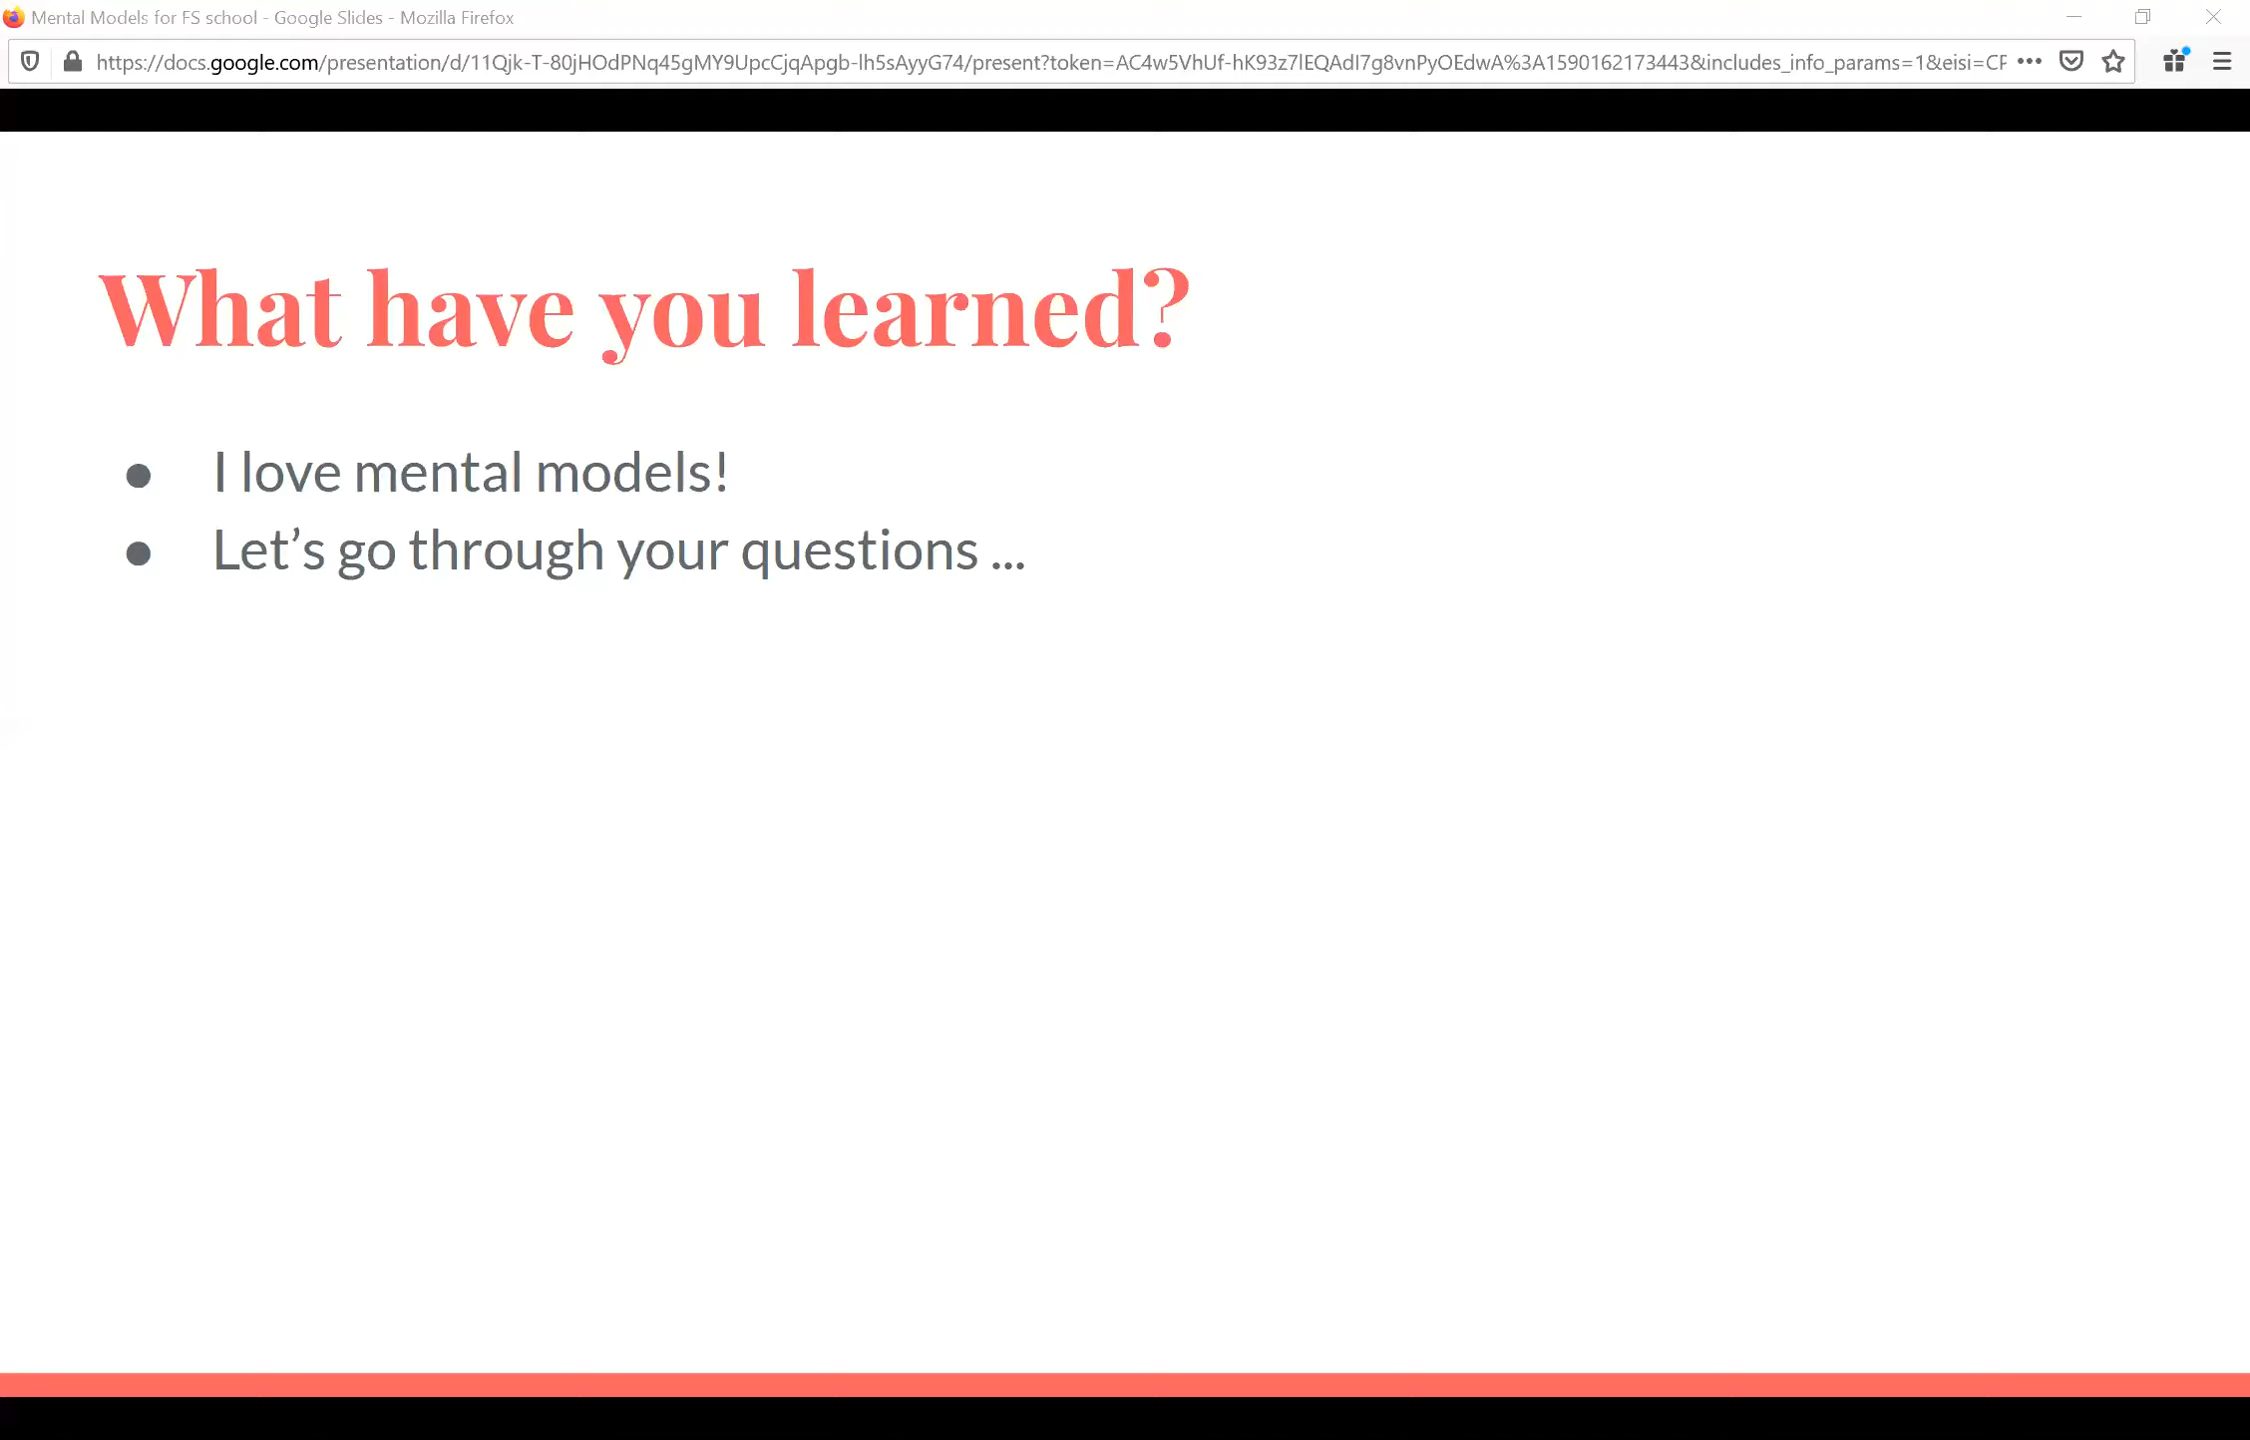 Mental Models for FS school - Google Slides - Mozilla Firefox
https://docs.google.com/presentation/d/11Qjk-T-80jHOdPNq45gMY9UpcCjqApgb-lh5sAyyG74/present?token=AC4w5VhUf-hK93z7lEQAdI7g8vnPyOEdwA%3A1590162173443&includes_info_params=1&eisi=CF
What have you learned?
● I love mental models!
● Let’s go through your questions ...